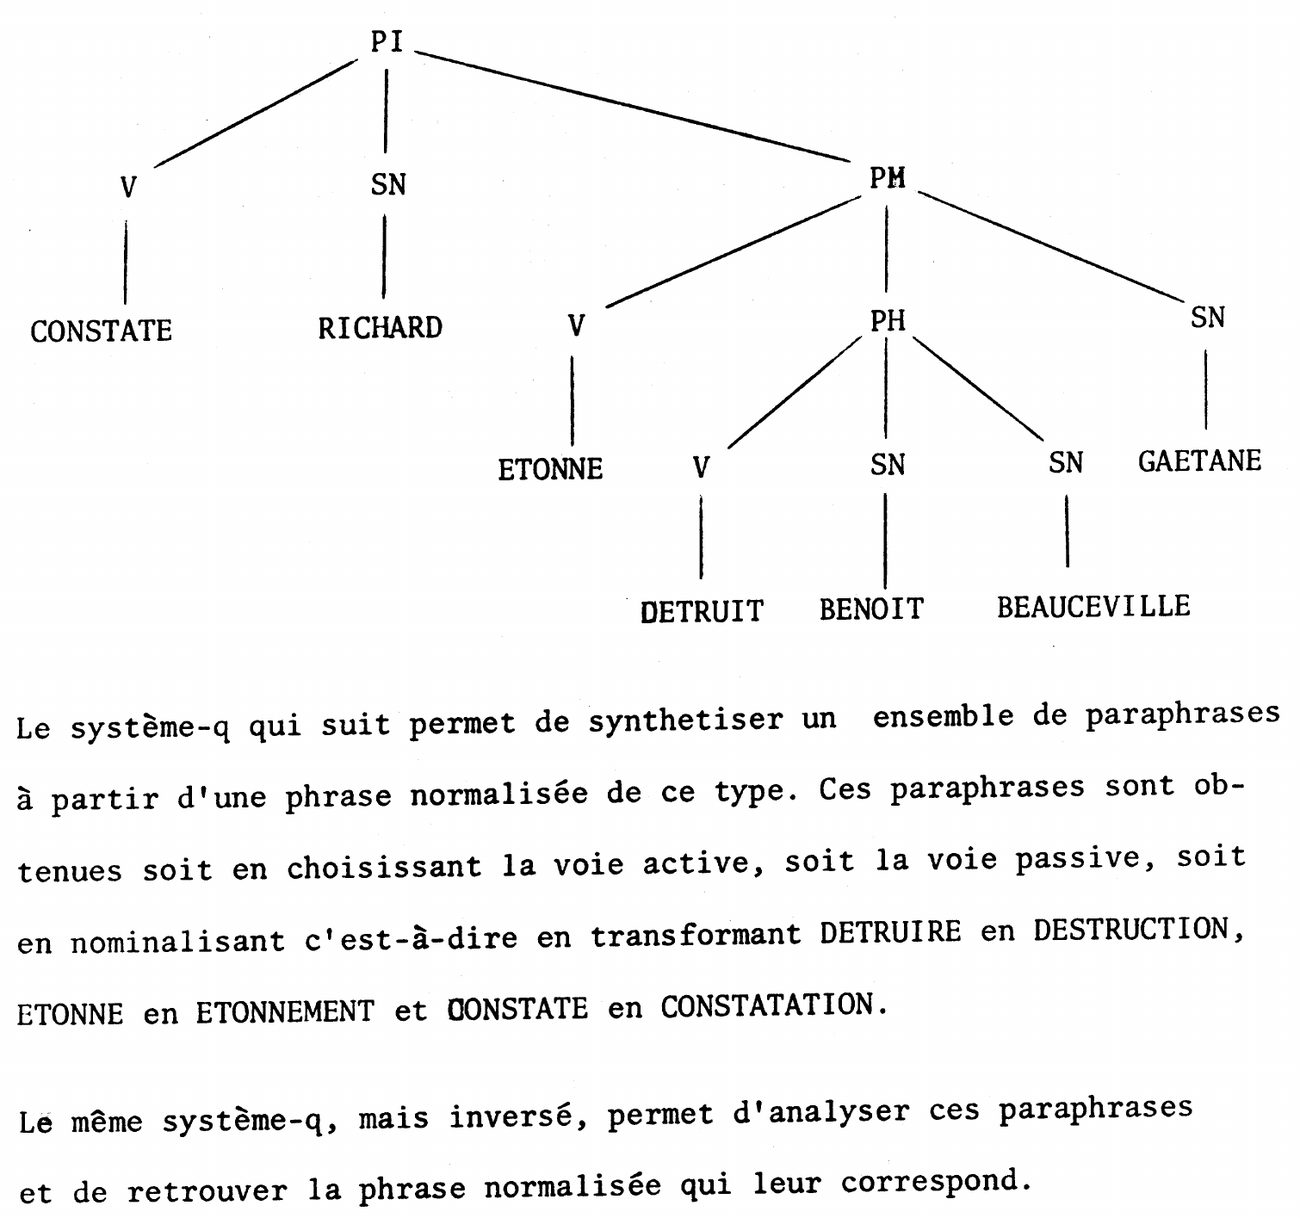 PI
V SN PM
CONSTATE RICHARD V PH SN
ETONNE V SN SN GAETANE
DETRUIT BENOIT BEAUCEVILLE
Le système-q qui suit permet de synthetiser un ensemble de paraphrases
à partir d'une phrase normalisée de ce type. Ces paraphrases sont ob-
tenues soit en choisissant la voie active, soit la voie passive, soit
en nominalisant c'est-à-dire en transformant DETRUIRE en DESTRUCTION,
ETONNE en ETONNEMENT et CONSTATE en CONSTATATION.
Le même système-q, mais inversé, permet d'analyser ces paraphrases
et de retrouver la phrase normalisée qui leur correspond.